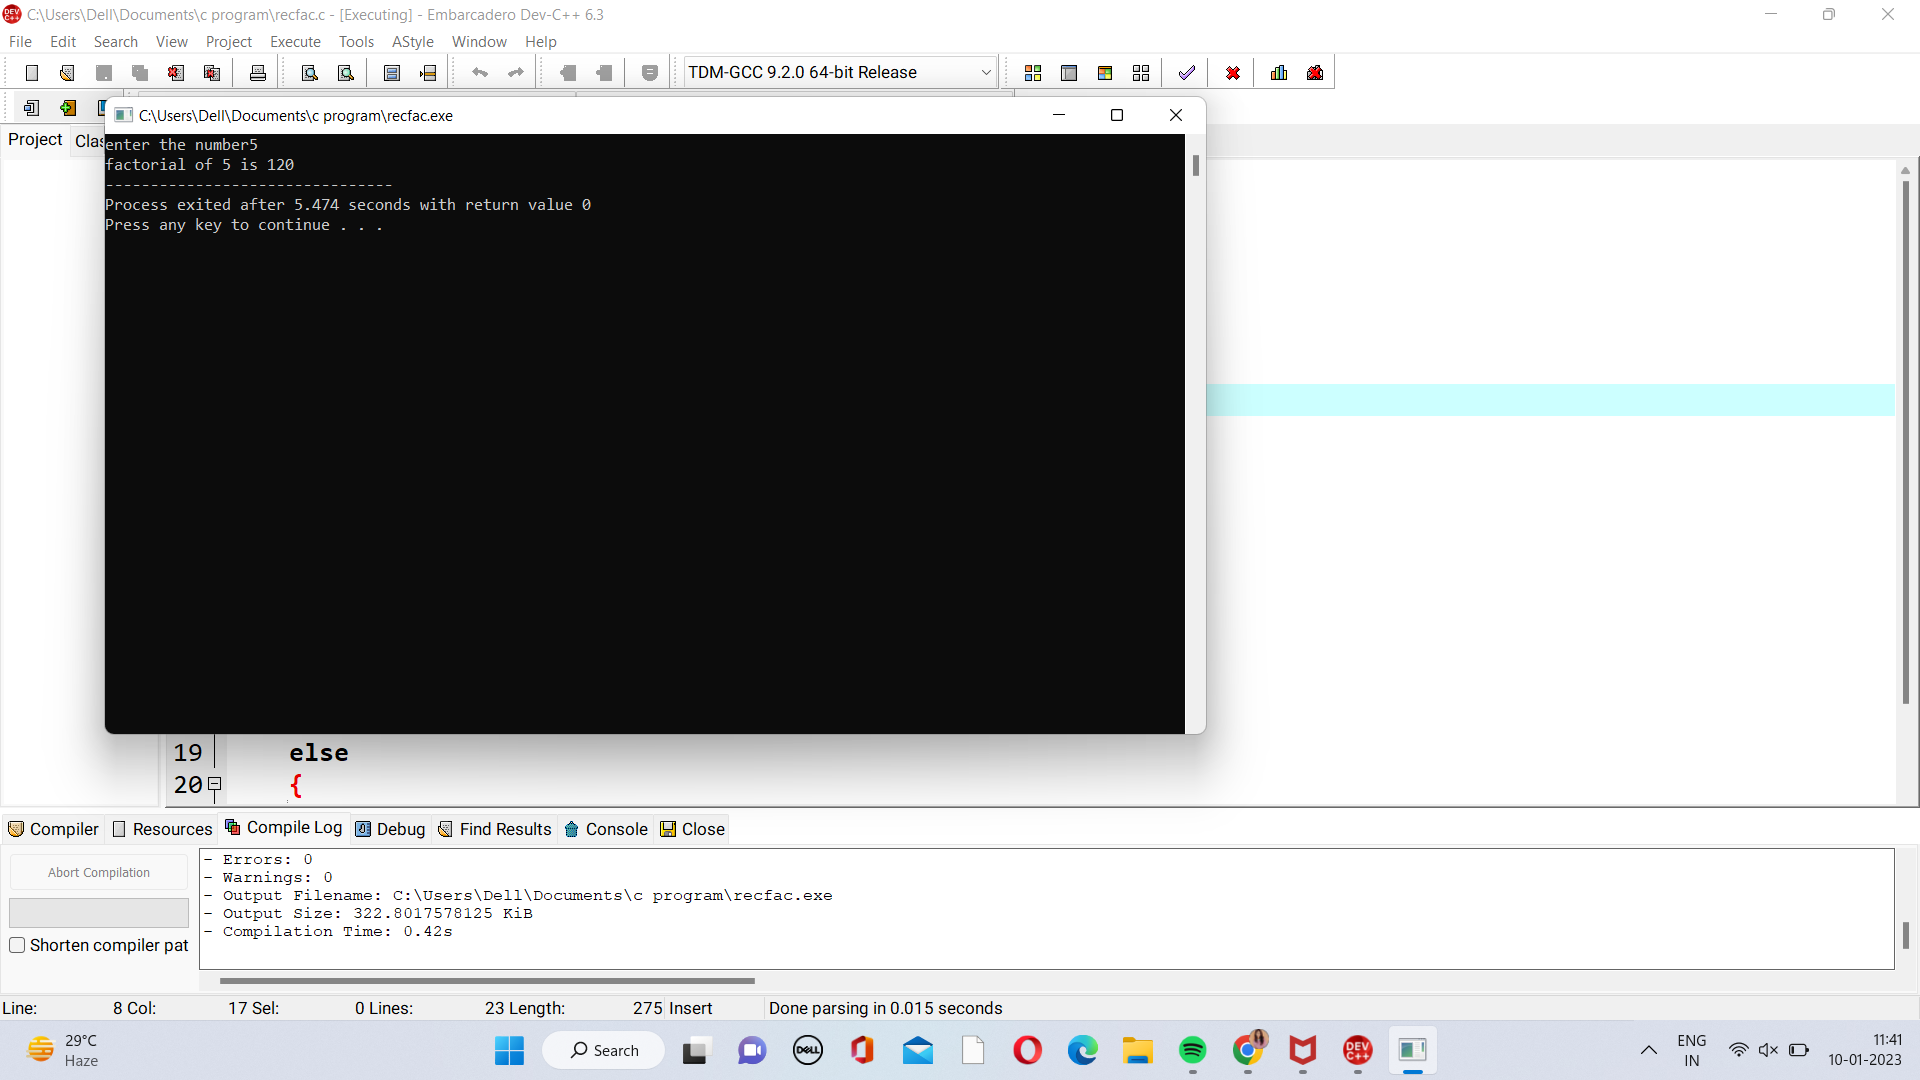 C:\Users\Dell\Documents\c program\recfac.c - [Executing] - Embarcadero Dev-C++ 6.3
File Edit Search View Project Execute Tools AStyle Window Help
TDM-GCC 9.2.0 64-bit Release
C:\Users\Dell\Documents\c program\recfac.exe
Project Clas
enter the number5
factorial of 5 is 120
--------------------------------
Process exited after 5.474 seconds with return value 0
Press any key to continue . . .
19 else
20 {
Compiler Resources Compile Log Debug Find Results Console Close
Abort Compilation
Shorten compiler pat
- Errors: 0
- Warnings: 0
- Output Filename: C:\Users\Dell\Documents\c program\recfac.exe
- Output Size: 322.8017578125 KiB
- Compilation Time: 0.42s
Line: 8 Col: 17 Sel: 0 Lines: 23 Length: 275 Insert Done parsing in 0.015 seconds
29°C
Haze
Search
DELL
DEV C++
ENG
IN
11:41
10-01-2023